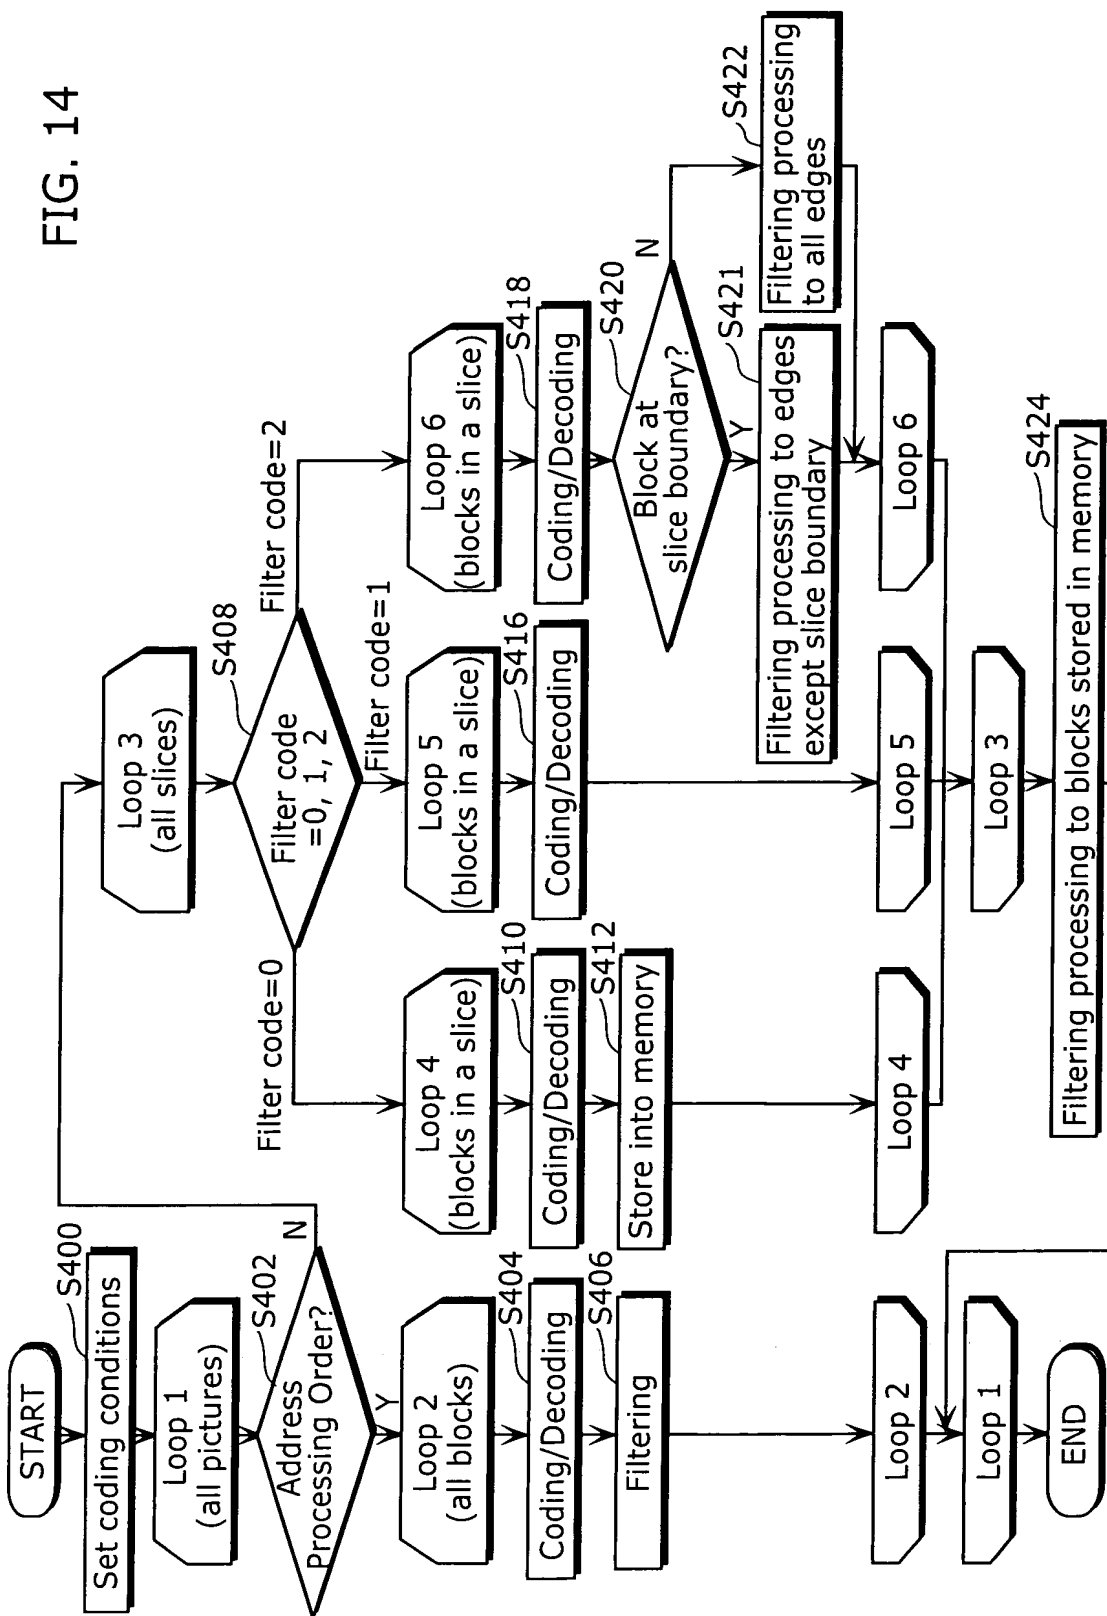 FIG. 14
START
S400
Set coding conditions
Loop 1
(all pictures)
S402
Address
Processing Order?
N
Y
Loop 2
(all blocks)
S404
Coding/Decoding
S406
Filtering
Loop 2
Loop 1
END
Loop 3
(all slices)
S408
Filter code
=0, 1, 2
Filter code=0
Filter code=1
Filter code=2
Loop 4
(blocks in a slice)
S410
Coding/Decoding
S412
Store into memory
Loop 4
Loop 5
(blocks in a slice)
S416
Coding/Decoding
Loop 5
Loop 6
(blocks in a slice)
S418
Coding/Decoding
S420
Block at
slice boundary?
N
Y
S421
Filtering processing to edges
except slice boundary
S422
Filtering processing
to all edges
Loop 6
Loop 3
S424
Filtering processing to blocks stored in memory